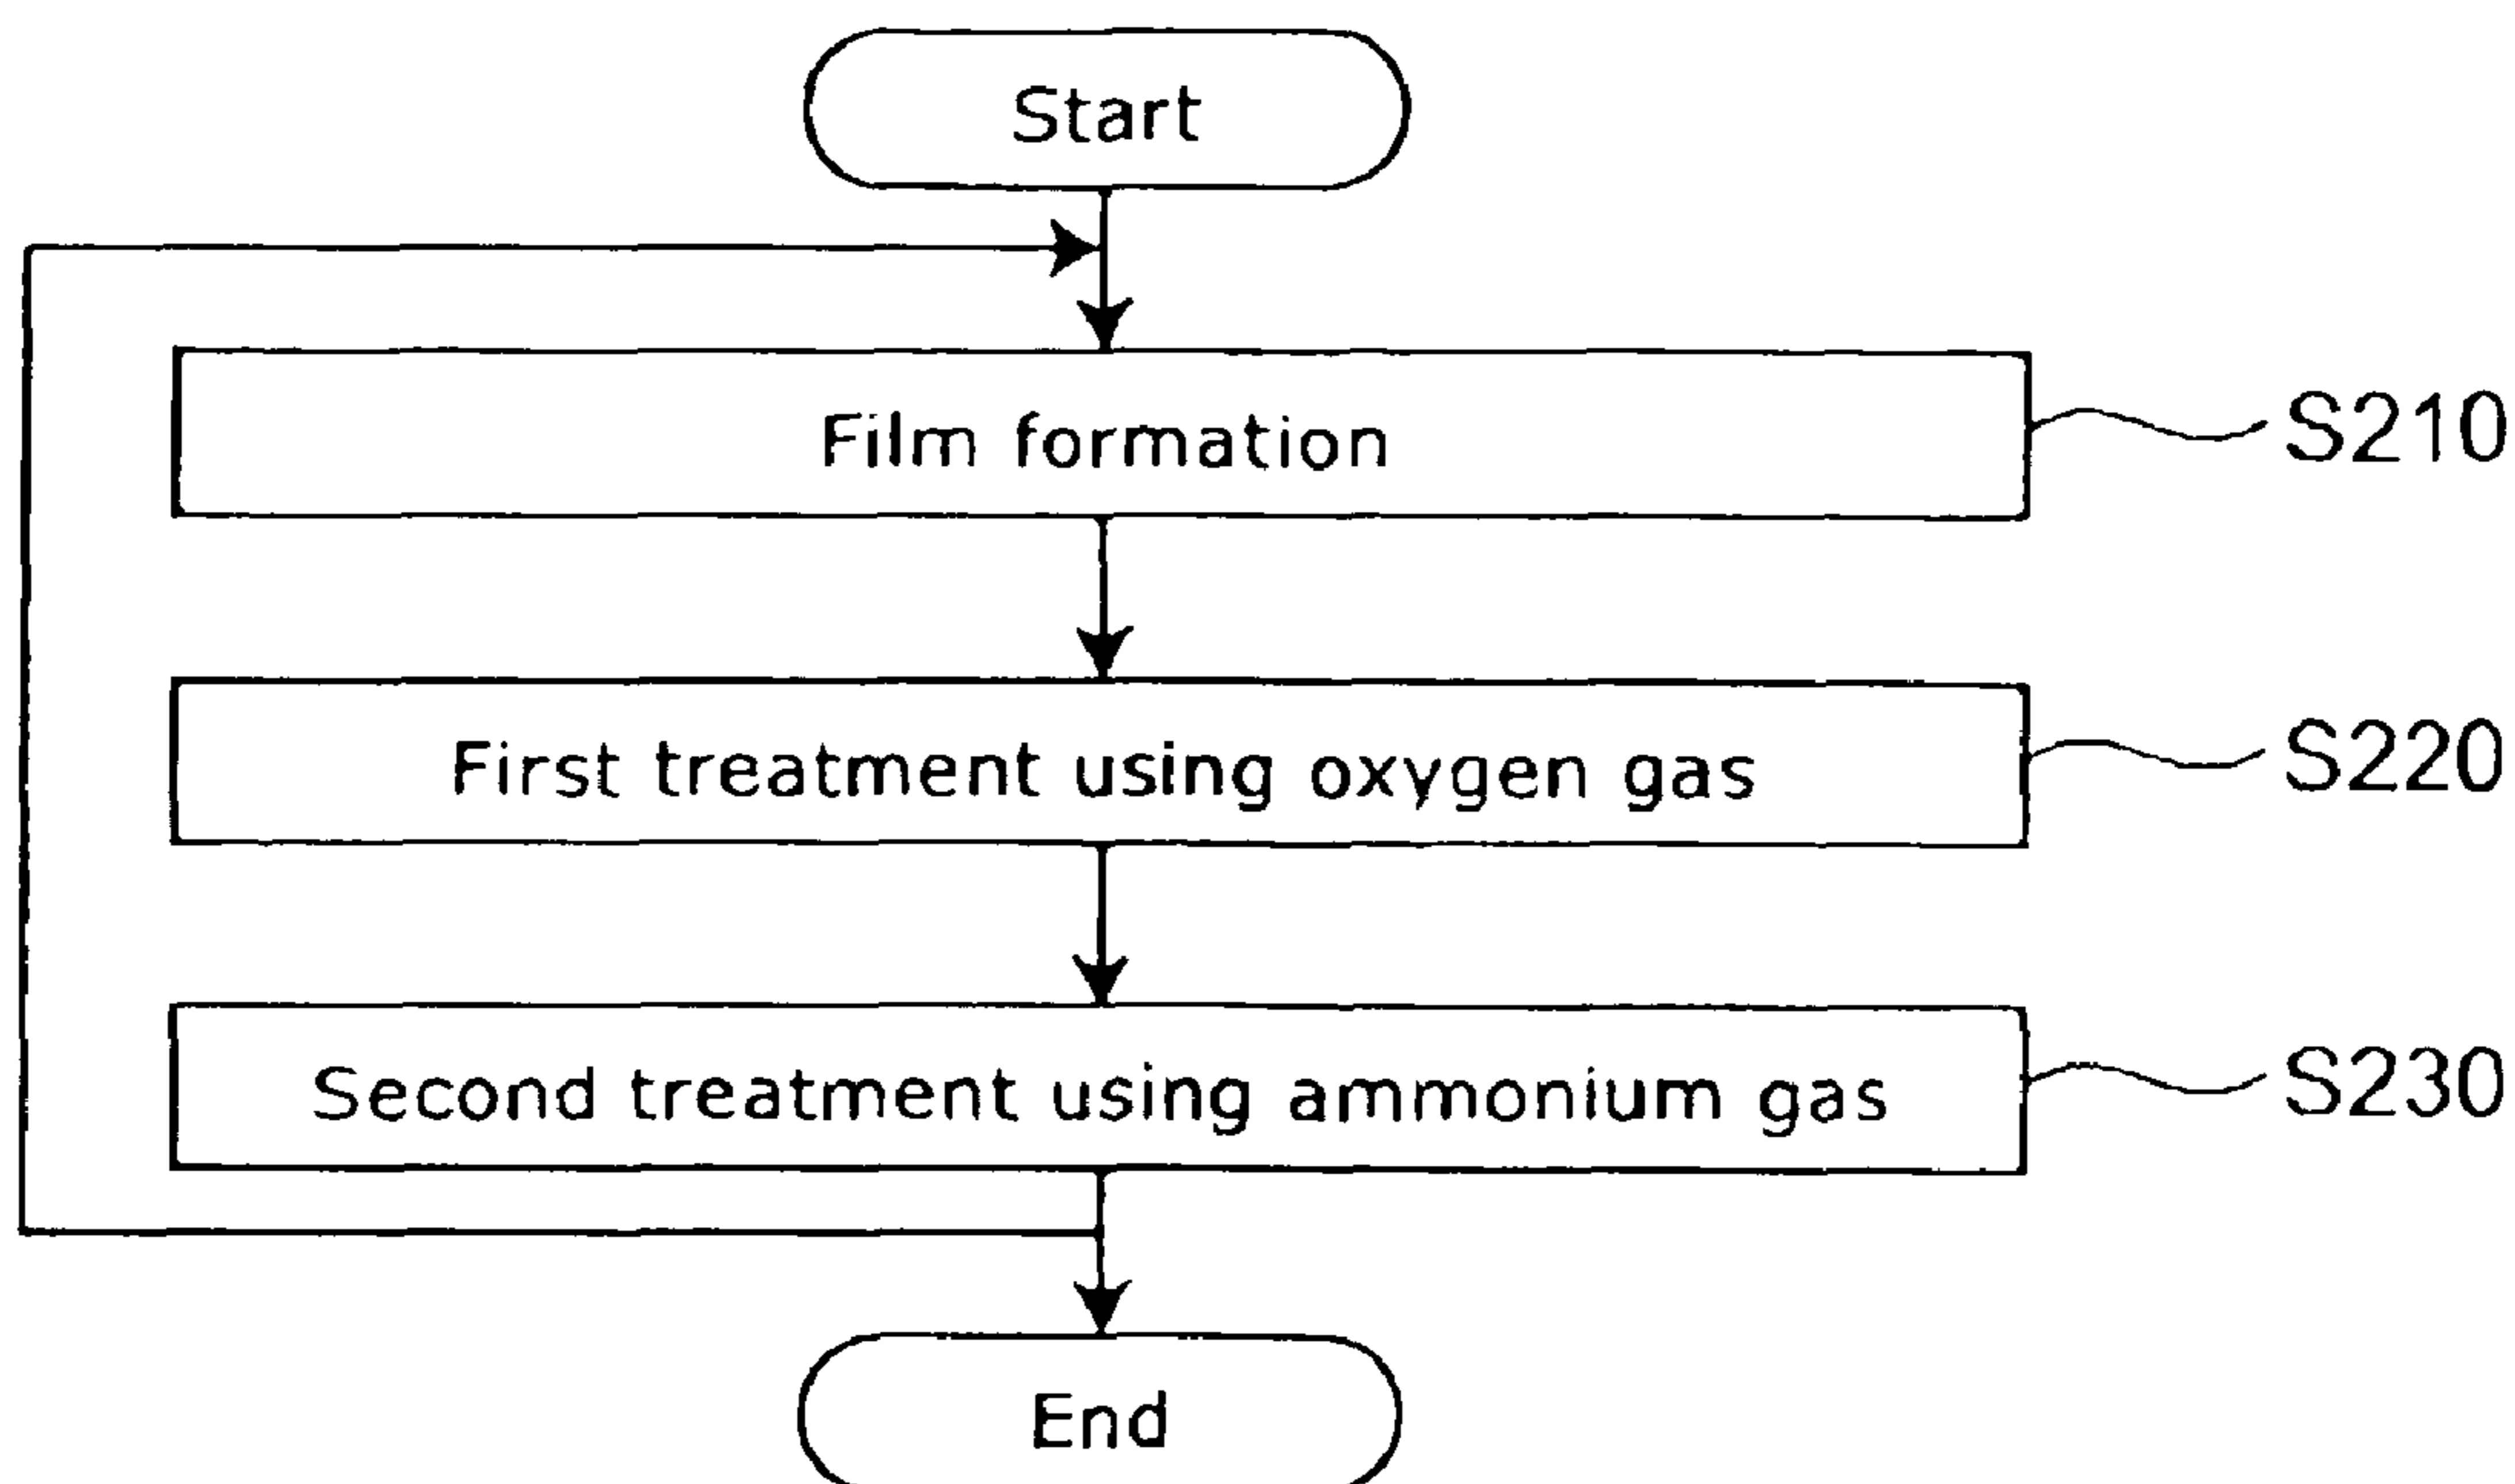 Start
Film formation
S210
First treatment using oxygen gas
S220
Second treatment using ammonium gas
S230
End